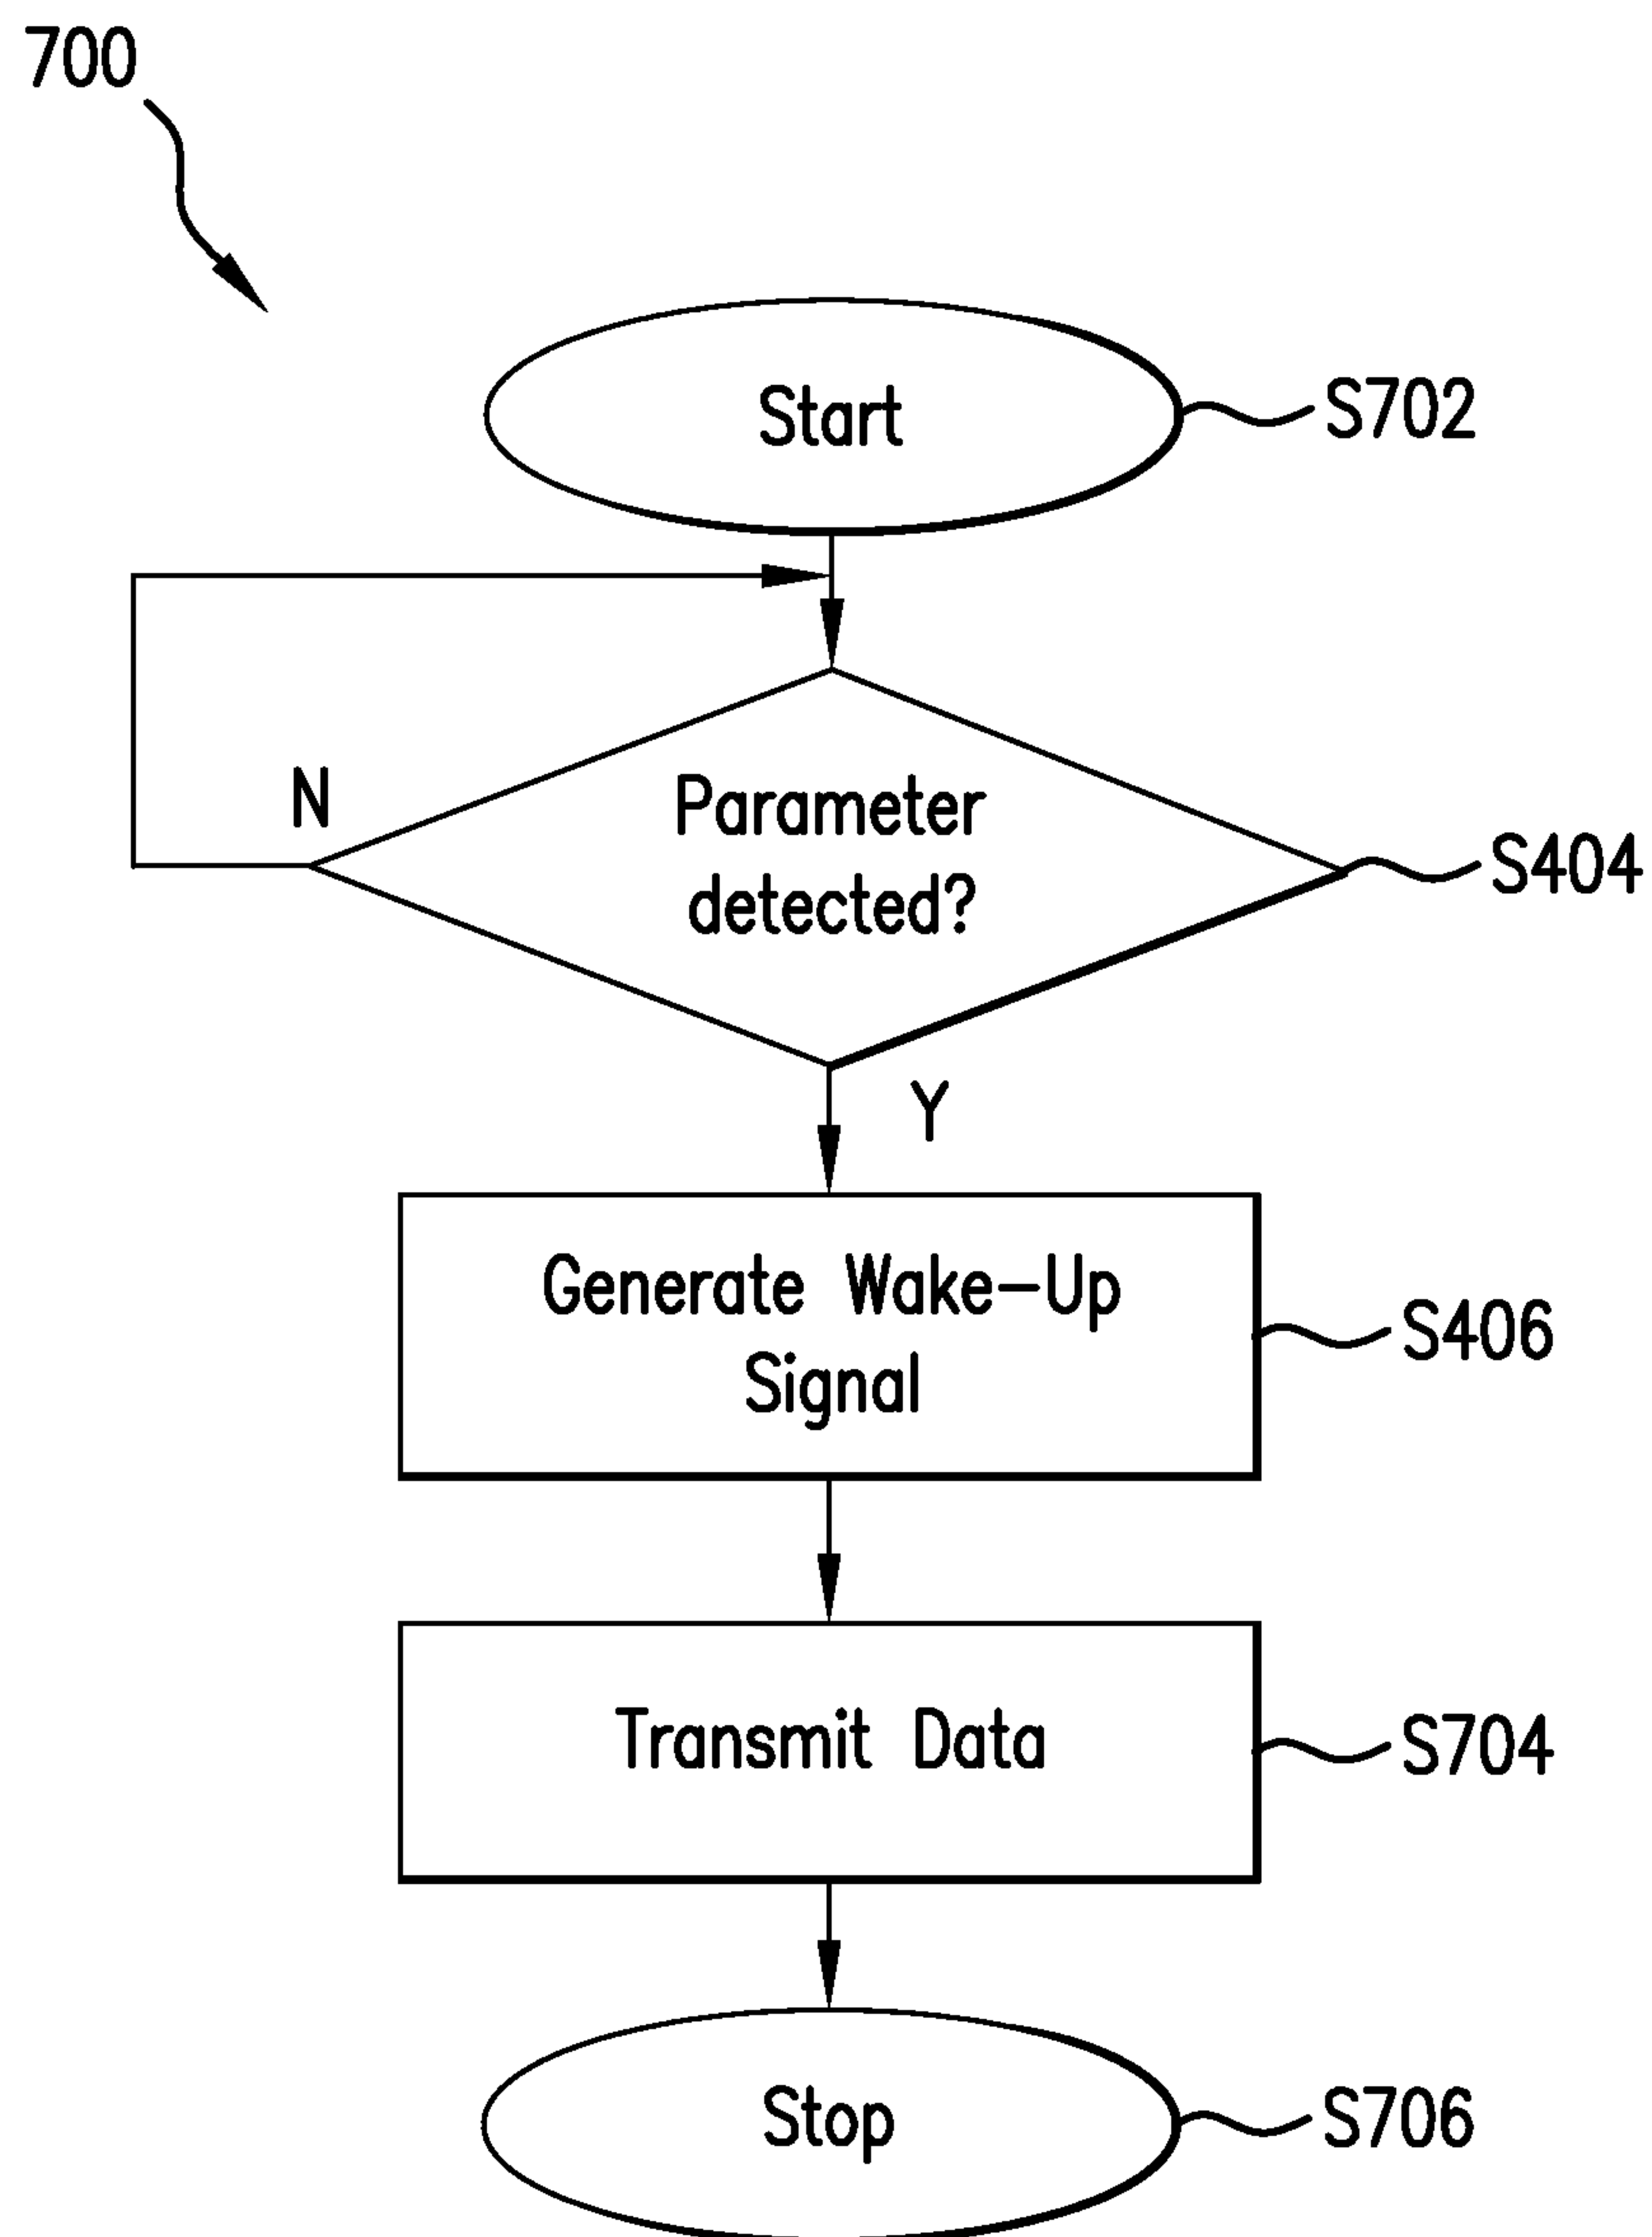 700
Start
S702
N
Parameter
detected?
S404
Y
Generate Wake-Up
Signal
S406
Transmit Data
S704
Stop
S706